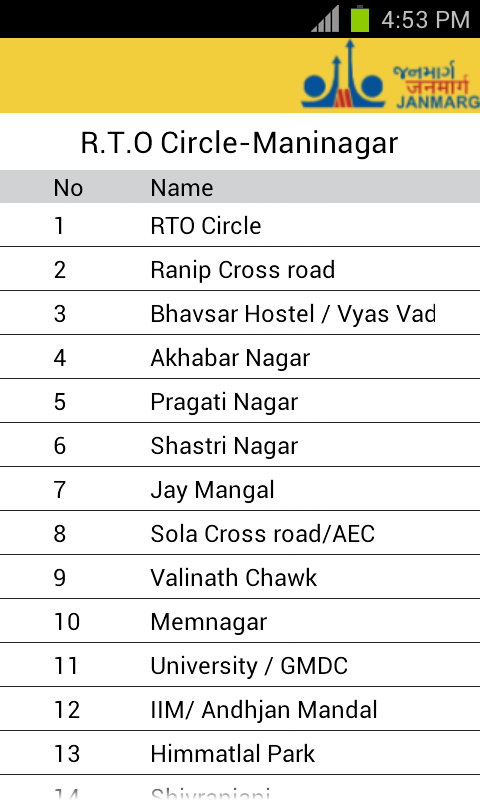 4:53 PM
જનમાર્ગ
जनमार्ग
JANMARG
R.T.O Circle-Maninagar
No Name
1 RTO Circle
2 Ranip Cross road
3 Bhavsar Hostel / Vyas Vad
4 Akhabar Nagar
5 Pragati Nagar
6 Shastri Nagar
7 Jay Mangal
8 Sola Cross road/AEC
9 Valinath Chawk
10 Memnagar
11 University / GMDC
12 IIM/ Andhjan Mandal
13 Himmatlal Park
14 Shivranjani